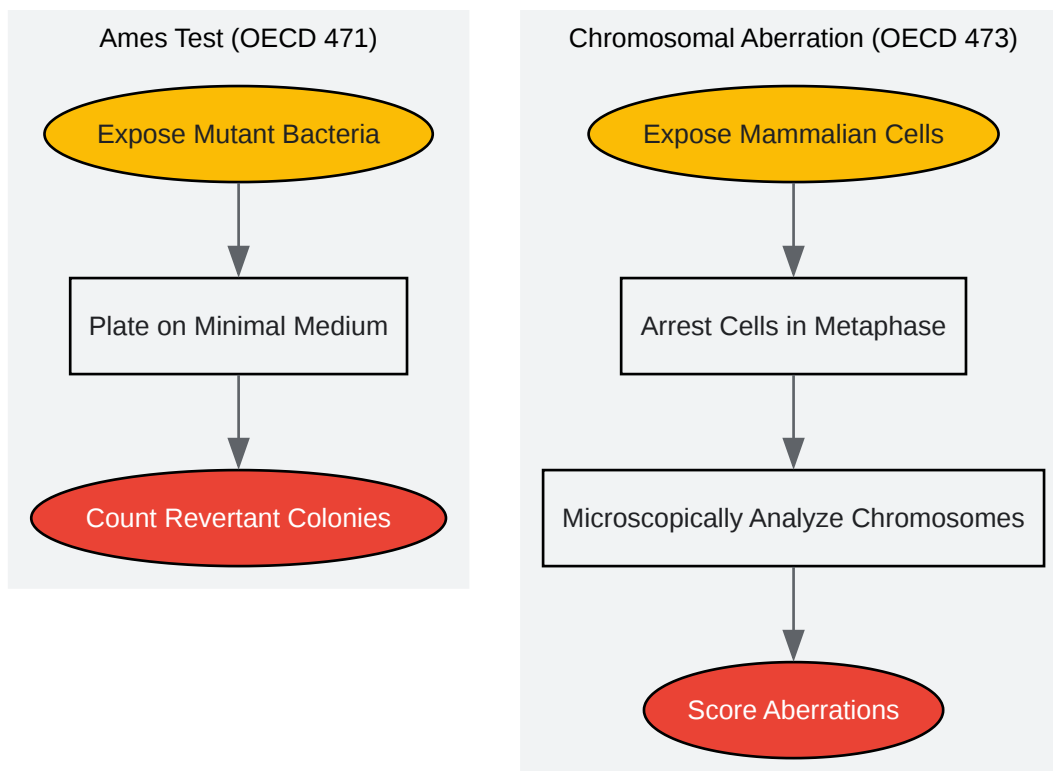 Ames Test (OECD 471)
Expose Mutant Bacteria
Plate on Minimal Medium
Count Revertant Colonies
Chromosomal Aberration (OECD 473)
Expose Mammalian Cells
Arrest Cells in Metaphase
Microscopically Analyze Chromosomes
Score Aberrations